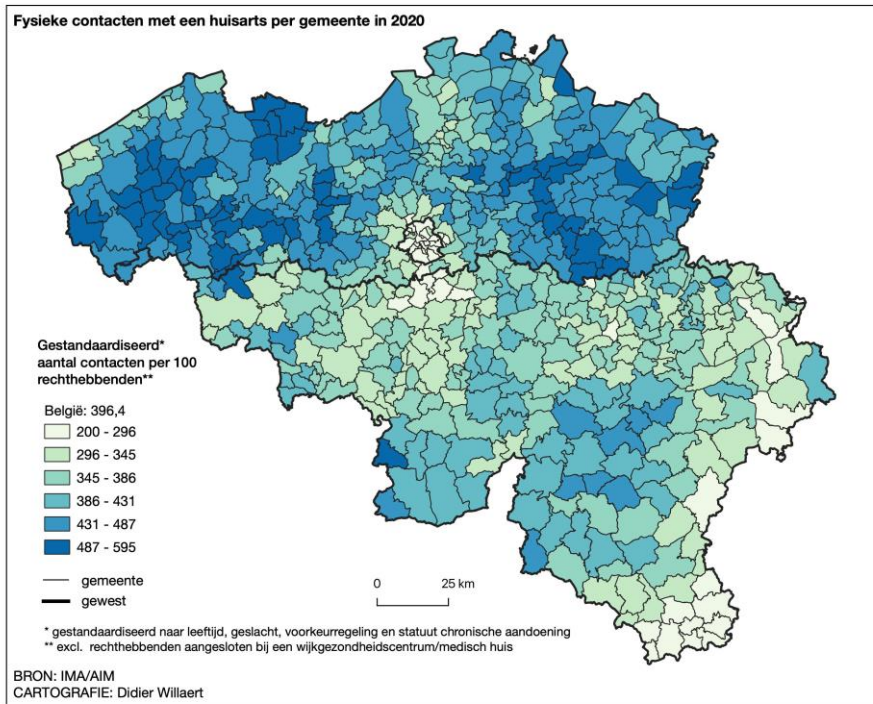 Fysieke contacten met een huisarts per gemeente in 2020
Gestandaardiseerd*
aantal contacten per 100
rechthebbenden**
België: 396,4
200 - 296
296 - 345
345 - 386
386 - 431
431 - 487
487 - 595
gemeente
gewest
0 25 km
* gestandaardiseerd naar leeftijd, geslacht, voorkeurregeling en statuut chronische aandoening
** excl. rechthebbenden aangesloten bij een wijkgezondheidscentrum/medisch huis
BRON: IMA/AIM
CARTOGRAFIE: Didier Willaert